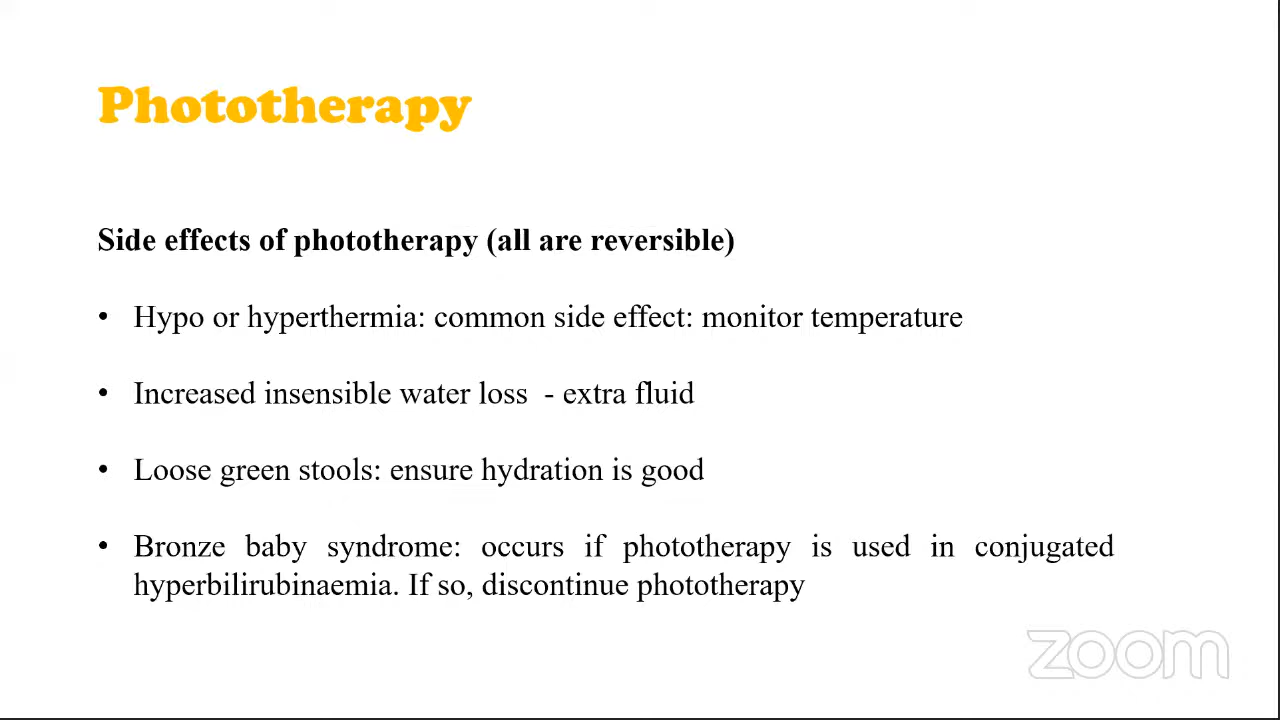 Phototherapy
Side effects of phototherapy (all are reversible)
• Hypo or hyperthermia: common side effect: monitor temperature
• Increased insensible water loss - extra fluid
• Loose green stools: ensure hydration is good
• Bronze baby syndrome: occurs if phototherapy is used in conjugated
hyperbilirubinaemia. If so, discontinue phototherapy
zoom